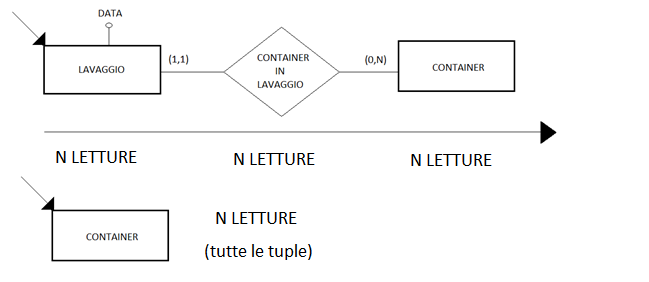 DATA
LAVAGGIO
(1,1)
CONTAINER
IN
LAVAGGIO
(0,N)
CONTAINER
N LETTURE
N LETTURE
N LETTURE
CONTAINER
N LETTURE
(tutte le tuple)